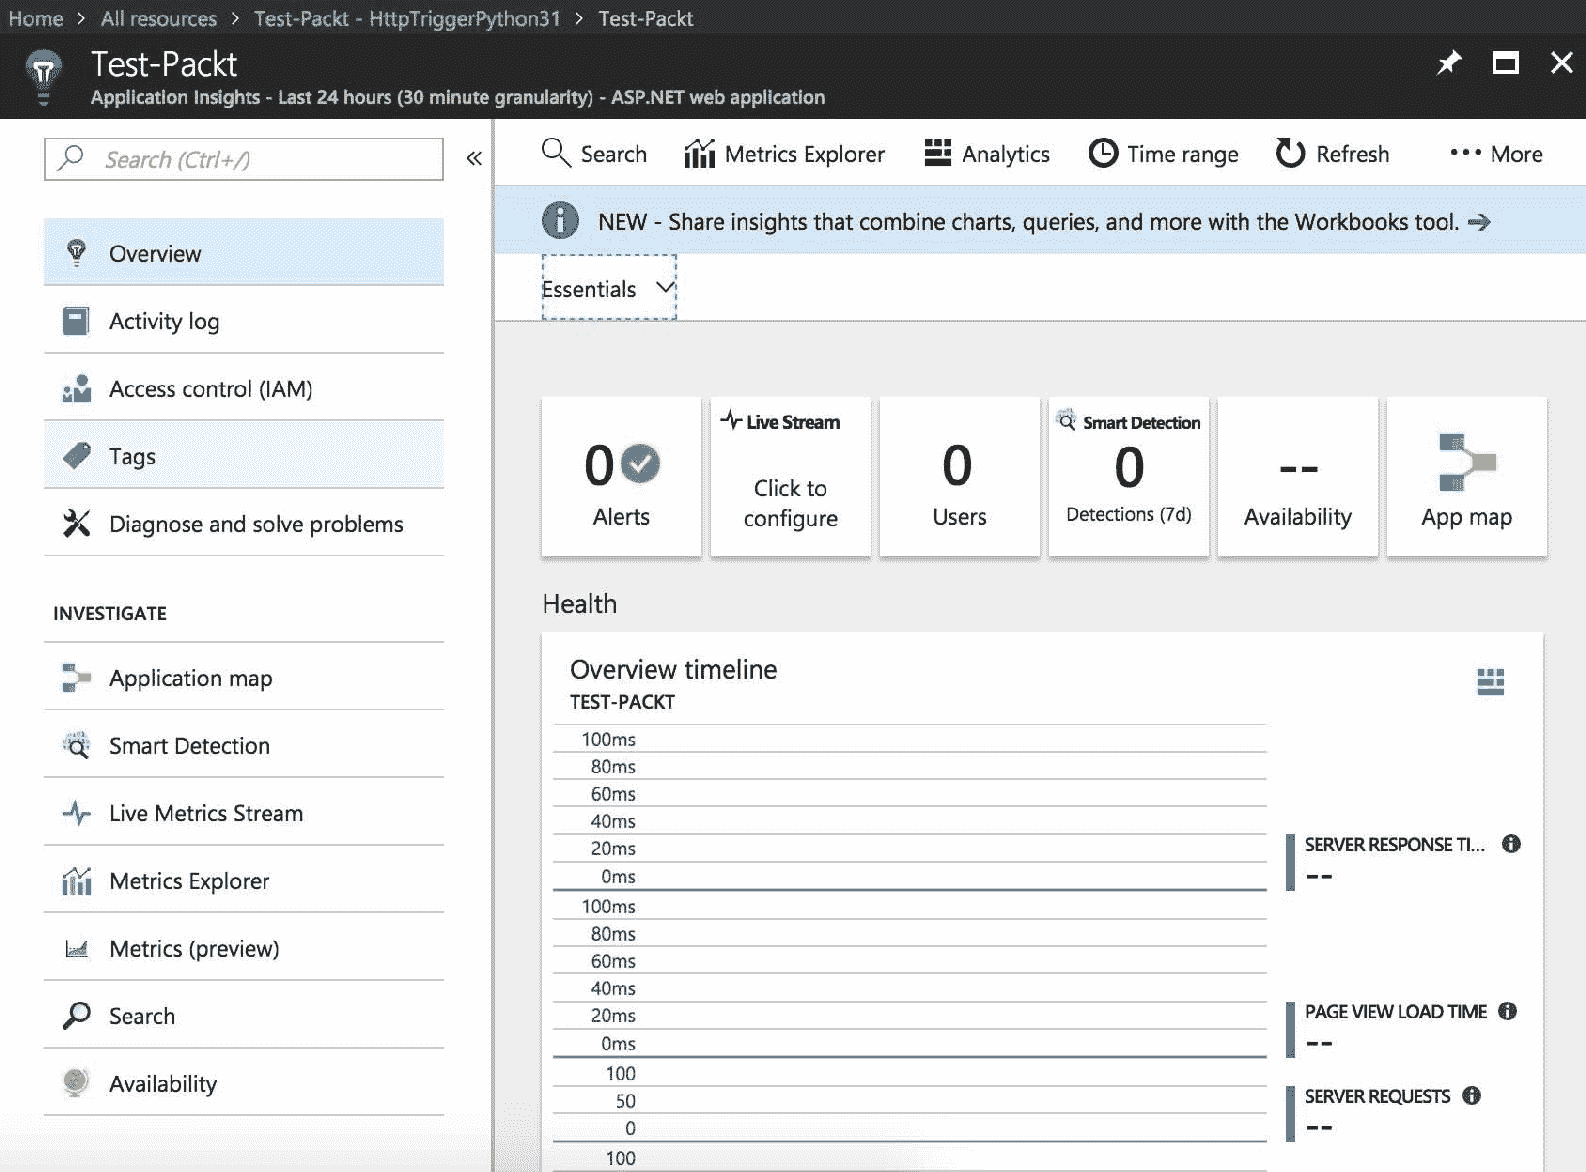 Home > All resources > Test-Packt - HttpTriggerPython31 > Test-Packt
Test-Packt
Application Insights - Last 24 hours (30 minute granularity) - ASP.NET web application
Search (Ctrl+/)
«
Overview
Activity log
Access control (IAM)
Tags
Diagnose and solve problems
INVESTIGATE
Application map
Smart Detection
Live Metrics Stream
Metrics Explorer
Metrics (preview)
Search
Availability
Search
Metrics Explorer
Analytics
Time range
Refresh
More
NEW - Share insights that combine charts, queries, and more with the Workbooks tool. →
Essentials
0
Alerts
Live Stream
Click to
configure
0
Users
Smart Detection
0
Detections (7d)
--
Availability
App map
Health
Overview timeline
TEST-PACKT
100ms
80ms
60ms
40ms
20ms
0ms
SERVER RESPONSE TI...
--
100ms
80ms
60ms
40ms
20ms
0ms
PAGE VIEW LOAD TIME
--
100
50
0
SERVER REQUESTS
--
100